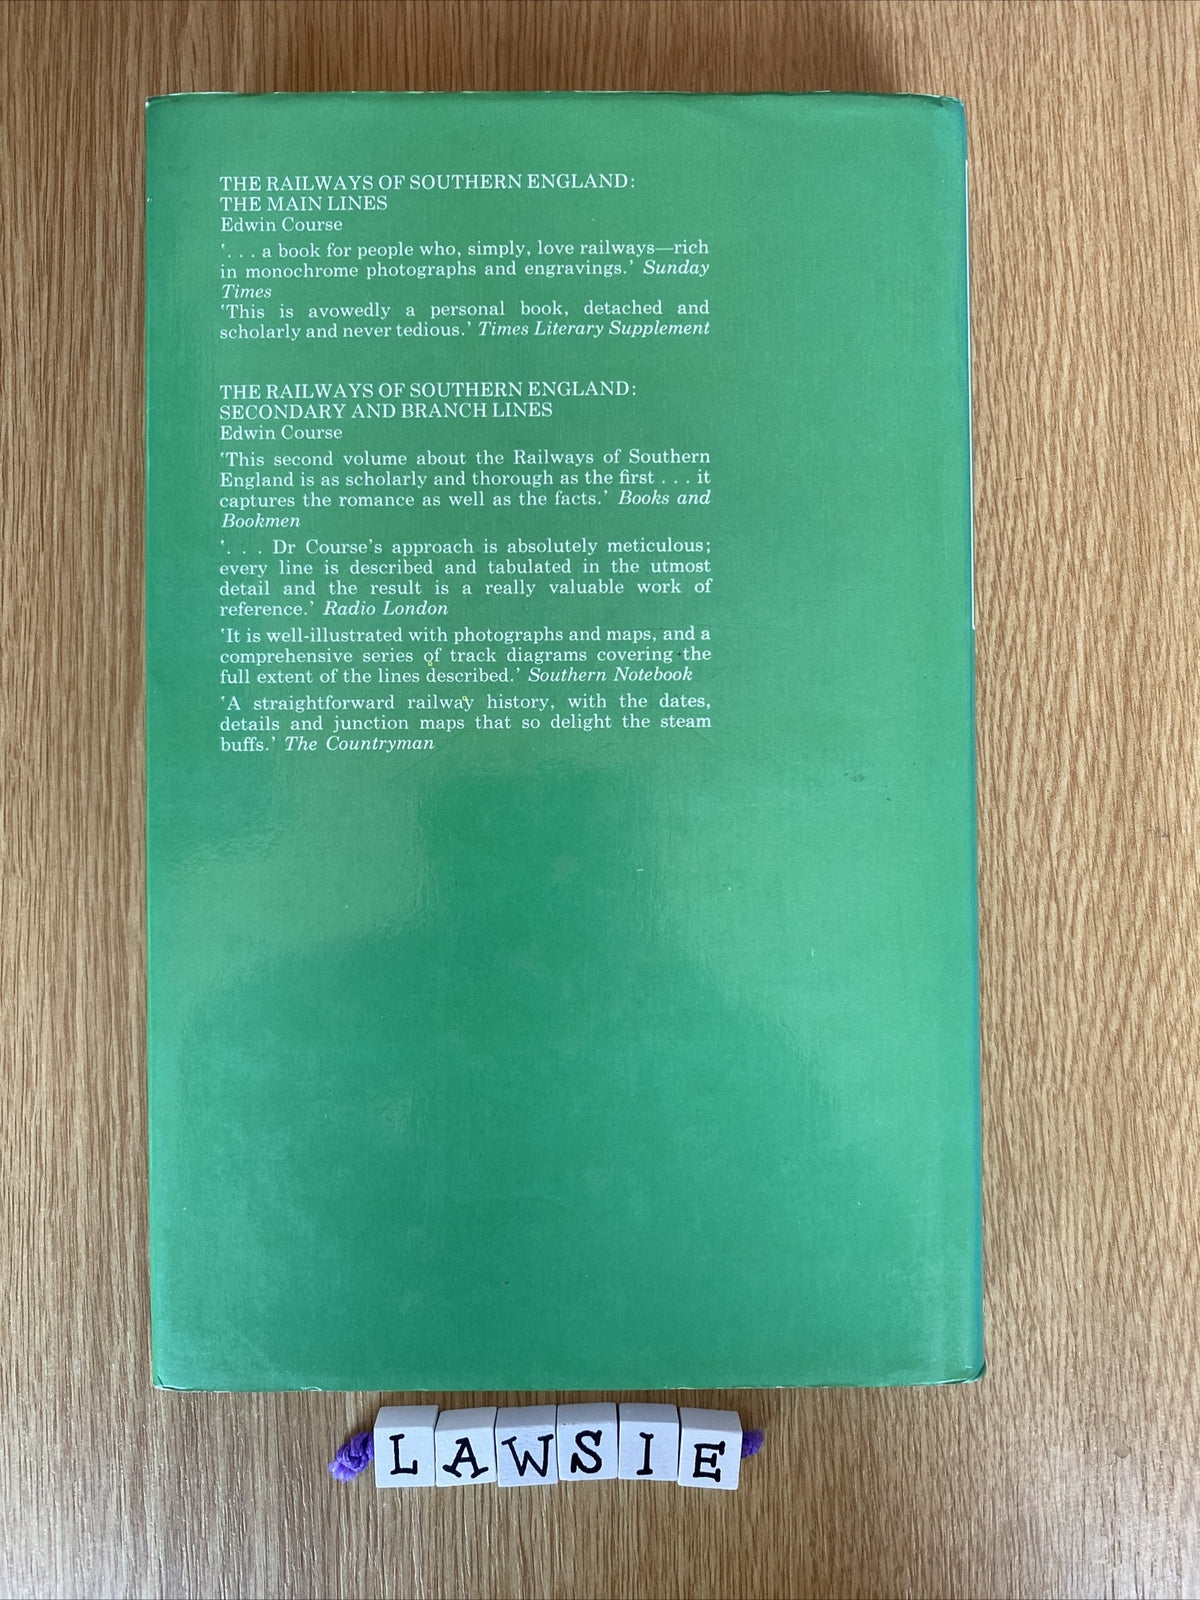 THE RAILWAYS OF SOUTHERN ENGLAND:
THE MAIN LINES
Edwin Course
'. . . a book for people who, simply, love railways—rich
in monochrome photographs and engravings.' Sunday
Times
'This is avowedly a personal book, detached and
scholarly and never tedious.' Times Literary Supplement
THE RAILWAYS OF SOUTHERN ENGLAND:
SECONDARY AND BRANCH LINES
Edwin Course
'This second volume about the Railways of Southern
England is as scholarly and thorough as the first . . . it
captures the romance as well as the facts.' Books and
Bookmen
'. . . Dr Course's approach is absolutely meticulous;
every line is described and tabulated in the utmost
detail and the result is a really valuable work of
reference.' Radio London
'It is well-illustrated with photographs and maps, and a
comprehensive series of track diagrams covering the
full extent of the lines described.' Southern Notebook
'A straightforward railway history, with the dates,
details and junction maps that so delight the steam
buffs.' The Countryman
LAWSIE